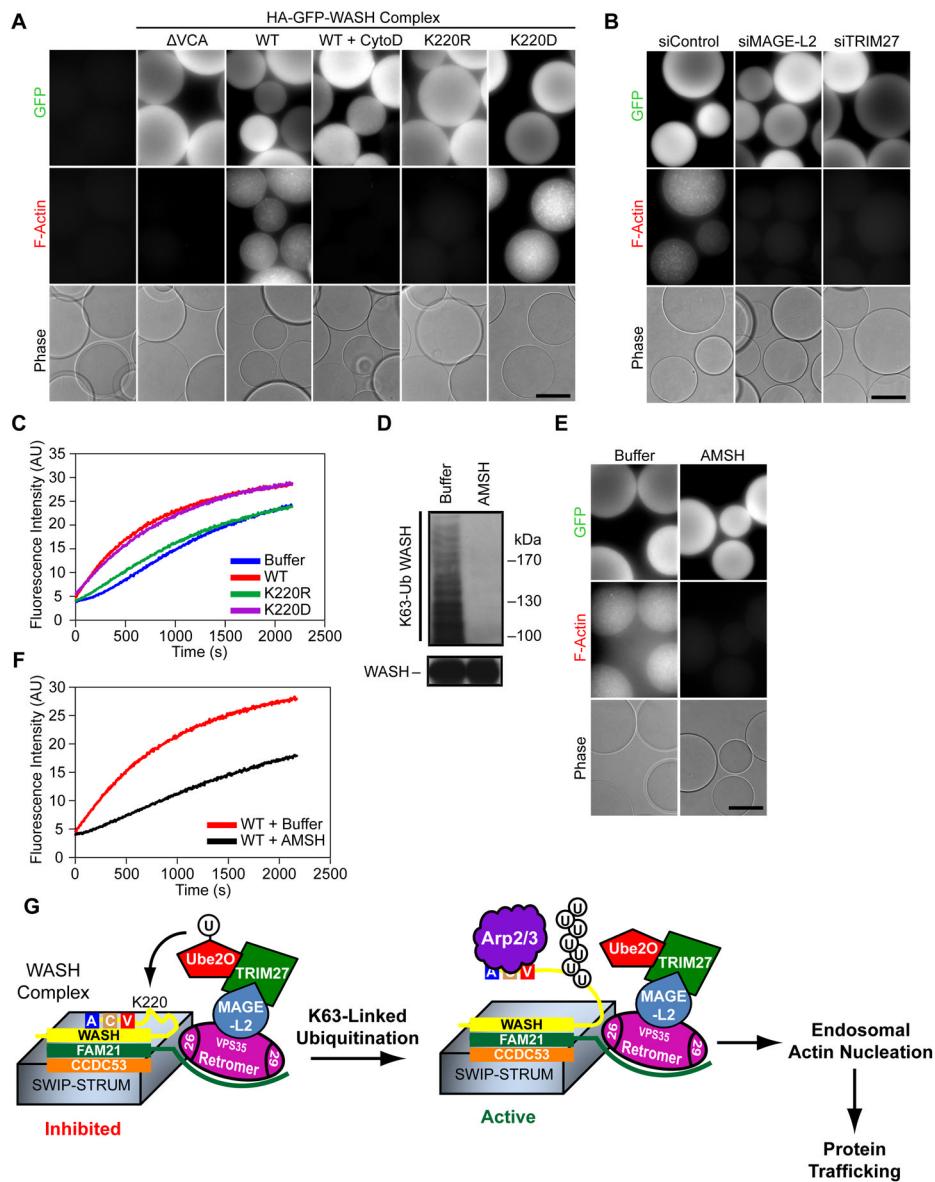 A
HA-GFP-WASH Complex
ΔVCA WT WT + CytoD K220R K220D
GFP
F-Actin
Phase
B
siControl siMAGE-L2 siTRIM27
GFP
F-Actin
Phase
C
Fluorescence Intensity (AU)
35
30
25
20
15
10
5
0
Buffer
WT
K220R
K220D
0 500 1000 1500 2000 2500
Time (s)
D
Buffer AMSH
K63-Ub WASH
kDa
–170
–130
–100
WASH –
E
Buffer AMSH
GFP
F-Actin
Phase
F
Fluorescence Intensity (AU)
30
25
20
15
10
5
0
WT + Buffer
WT + AMSH
0 500 1000 1500 2000 2500
Time (s)
G
U
Ube2O
TRIM27
MAGE
-L2
WASH
Complex
K220
A C V
WASH
FAM21
CCDC53
SWIP-STRUM
26 VPS35 29
Retromer
Inhibited
K63-Linked
Ubiquitination
Arp2/3
U U U U U U U
A C V
Ube2O
TRIM27
MAGE
-L2
WASH
FAM21
CCDC53
SWIP-STRUM
26 VPS35 29
Retromer
Active
Endosomal
Actin Nucleation
Protein
Trafficking